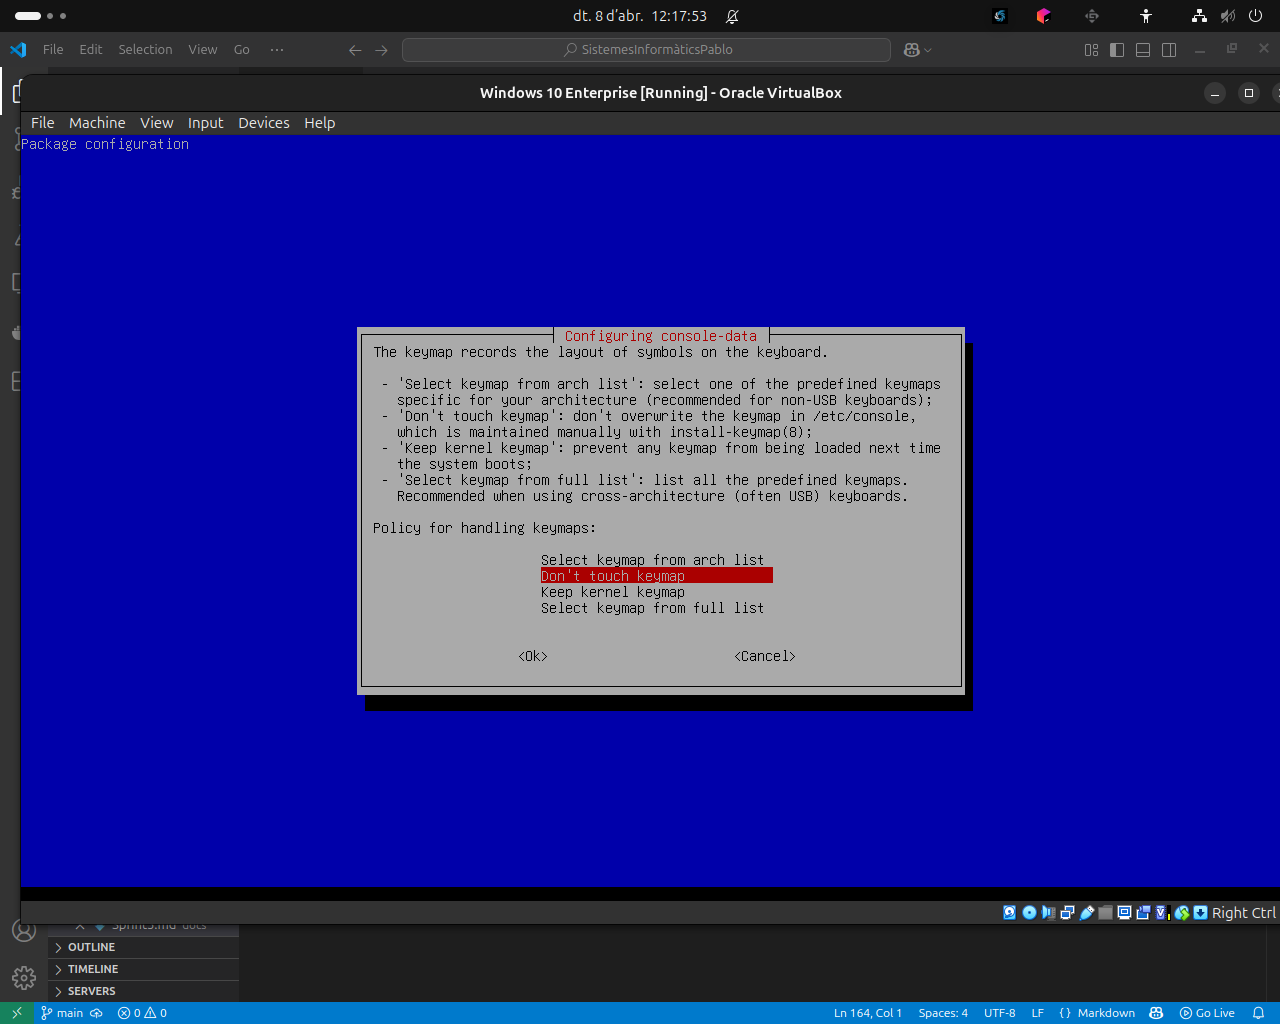 dt. 8 d'abr. 12:17:53
File Edit Selection View Go ···
SistemesInformàticsPablo
Windows 10 Enterprise [Running] - Oracle VirtualBox
File Machine View Input Devices Help
Package configuration
Configuring console-data
The keymap records the layout of symbols on the keyboard.
- 'Select keymap from arch list': select one of the predefined keymaps
specific for your architecture (recommended for non-USB keyboards);
- 'Don't touch keymap': don't overwrite the keymap in /etc/console,
which is maintained manually with install-keymap(8);
- 'Keep kernel keymap': prevent any keymap from being loaded next time
the system boots;
- 'Select keymap from full list': list all the predefined keymaps.
Recommended when using cross-architecture (often USB) keyboards.
Policy for handling keymaps:
Select keymap from arch list
Don't touch keymap
Keep kernel keymap
Select keymap from full list
<Ok> <Cancel>
Right Ctrl
Sprint3.md docs
OUTLINE
TIMELINE
SERVERS
main 0 0 Ln 164, Col 1 Spaces: 4 UTF-8 LF {} Markdown Go Live